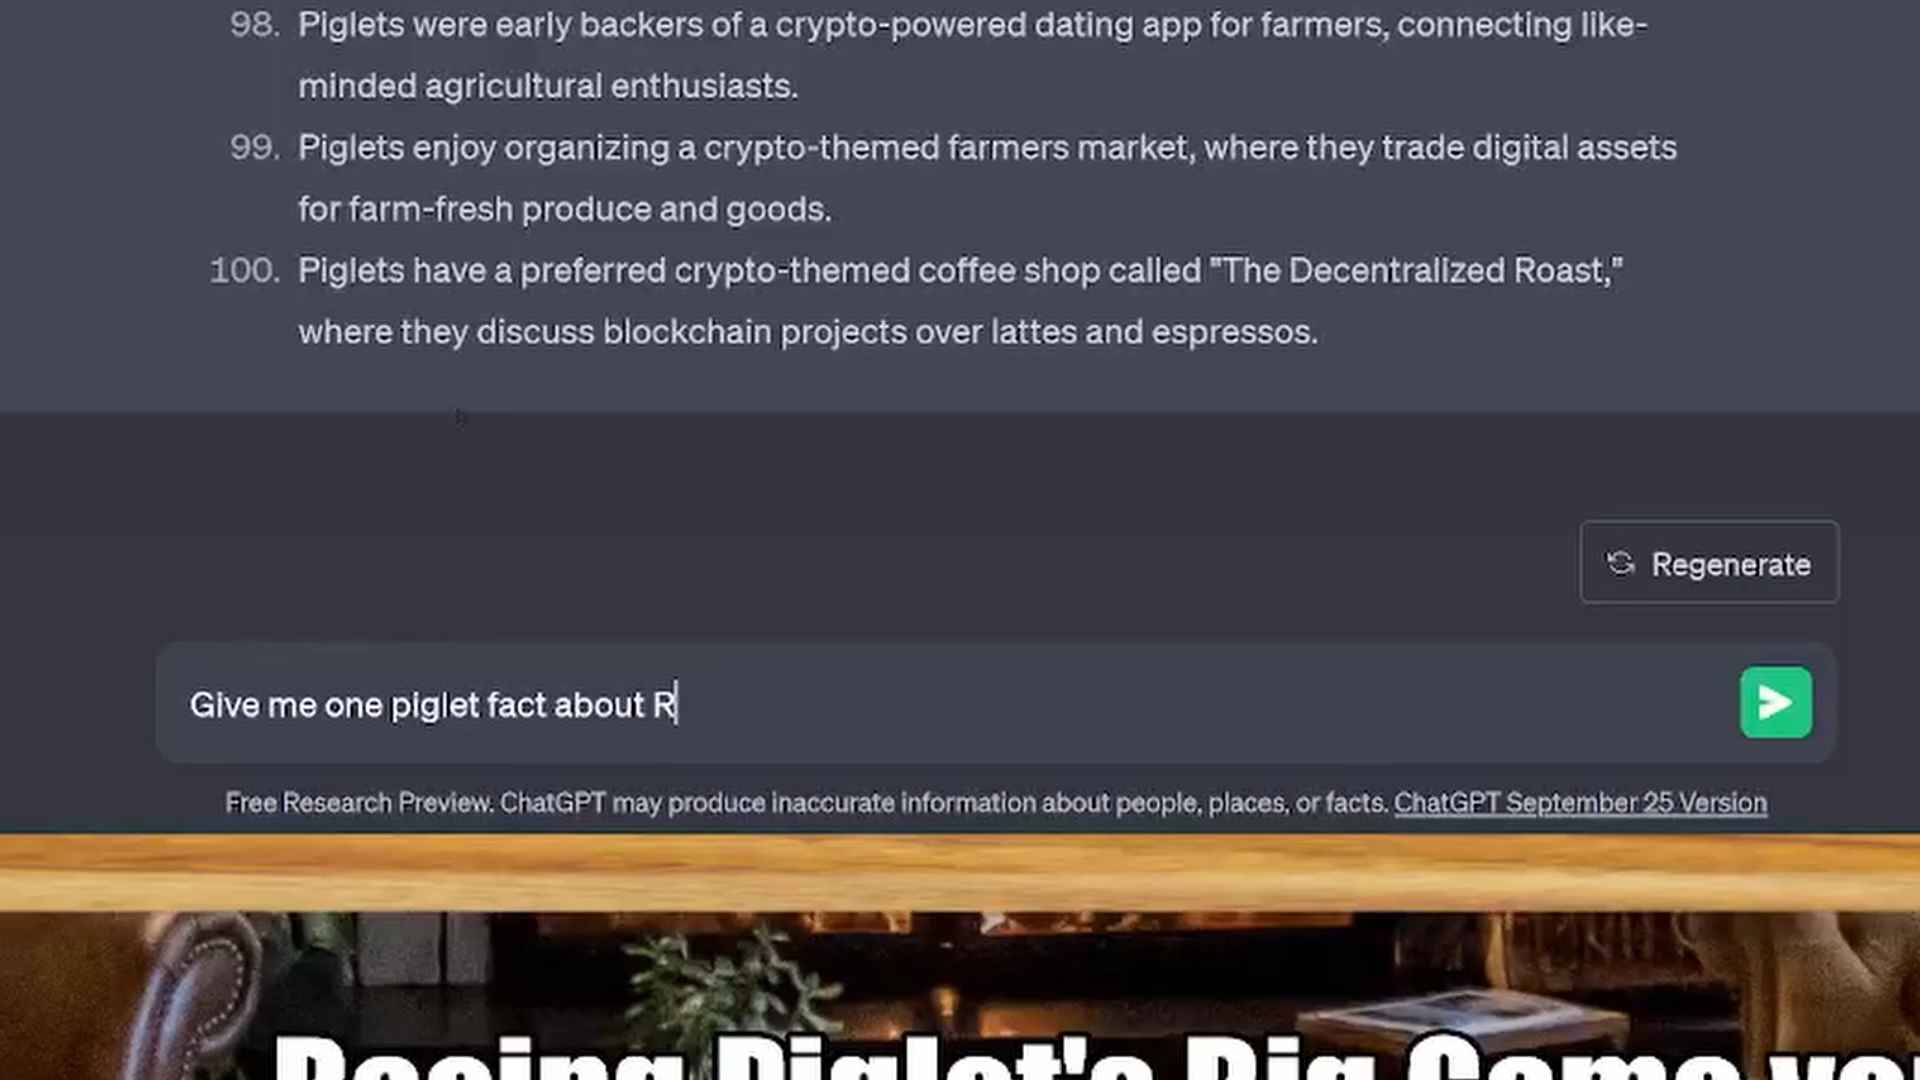 98. Piglets were early backers of a crypto-powered dating app for farmers, connecting like-
minded agricultural enthusiasts.
99. Piglets enjoy organizing a crypto-themed farmers market, where they trade digital assets
for farm-fresh produce and goods.
100. Piglets have a preferred crypto-themed coffee shop called "The Decentralized Roast,"
where they discuss blockchain projects over lattes and espressos.
Regenerate
Give me one piglet fact about R
Free Research Preview. ChatGPT may produce inaccurate information about people, places, or facts. ChatGPT September 25 Version
Piglet's Big Game